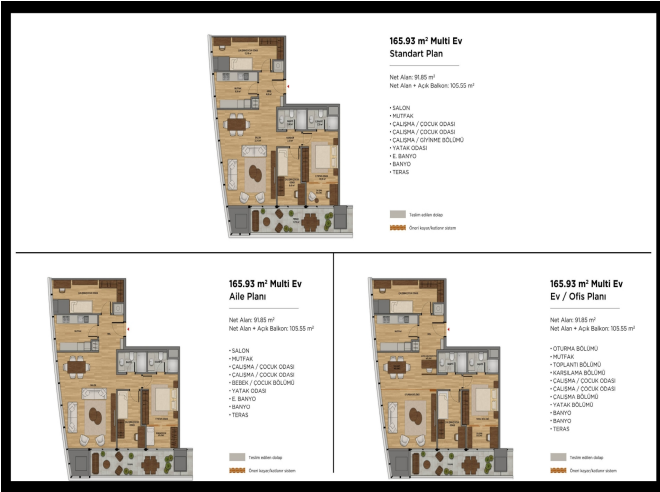 165.93 m² Multi Ev
Standart Plan
Net Alan: 91.85 m²
Net Alan + Açık Balkon: 105.55 m²
• SALON
• MUTFAK
• ÇALIŞMA / ÇOCUK ODASI
• ÇALIŞMA / ÇOCUK ODASI
• ÇALIŞMA / GİYİNME BÖLÜMÜ
• YATAK ODASI
• E. BANYO
• BANYO
• TERAS
Teslim edilen dolap
Öneri kayar/katlanır sistem
165.93 m² Multi Ev
Aile Planı
Net Alan: 91.85 m²
Net Alan + Açık Balkon: 105.55 m²
• SALON
• MUTFAK
• ÇALIŞMA / ÇOCUK ODASI
• ÇALIŞMA / ÇOCUK ODASI
• BEBEK / ÇOCUK BÖLÜMÜ
• YATAK ODASI
• E. BANYO
• BANYO
• TERAS
Teslim edilen dolap
Öneri kayar/katlanır sistem
165.93 m² Multi Ev
Ev / Ofis Planı
Net Alan: 91.85 m²
Net Alan + Açık Balkon: 105.55 m²
• OTURMA BÖLÜMÜ
• MUTFAK
• TOPLANTI BÖLÜMÜ
• KARŞILAMA BÖLÜMÜ
• ÇALIŞMA / ÇOCUK ODASI
• ÇALIŞMA / ÇOCUK ODASI
• ÇALIŞMA BÖLÜMÜ
• YATAK BÖLÜMÜ
• BANYO
• BANYO
• TERAS
Teslim edilen dolap
Öneri kayar/katlanır sistem